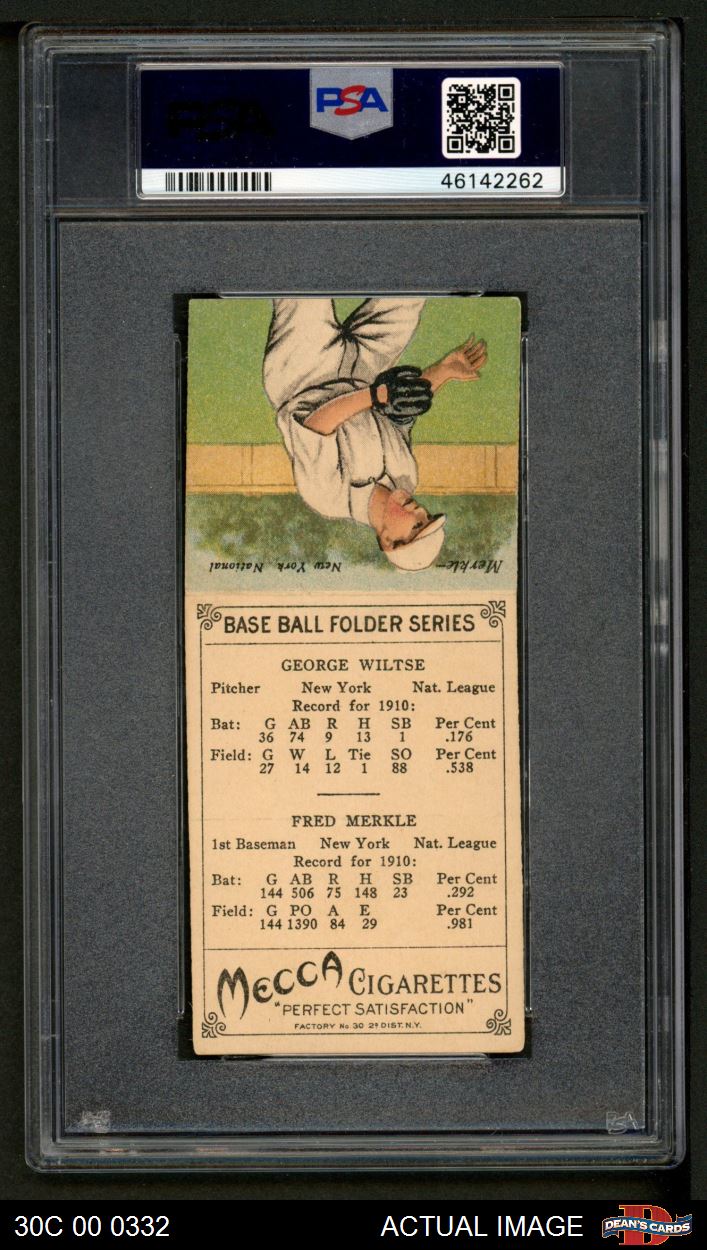 PSA
46142262
Merkle— New York National
BASE BALL FOLDER SERIES
GEORGE WILTSE
Pitcher New York Nat. League
Record for 1910:
Bat: G AB R H SB Per Cent
36 74 9 13 1 .176
Field: G W L Tie SO Per Cent
27 14 12 1 88 .538
FRED MERKLE
1st Baseman New York Nat. League
Record for 1910:
Bat: G AB R H SB Per Cent
144 506 75 148 23 .292
Field: G PO A E Per Cent
144 1390 84 29 .981
MECCA CIGARETTES
"PERFECT SATISFACTION"
FACTORY No. 30 2ᴰ DIST. N.Y.
PSA
30C 00 0332 ACTUAL IMAGE DEAN'S CARDS